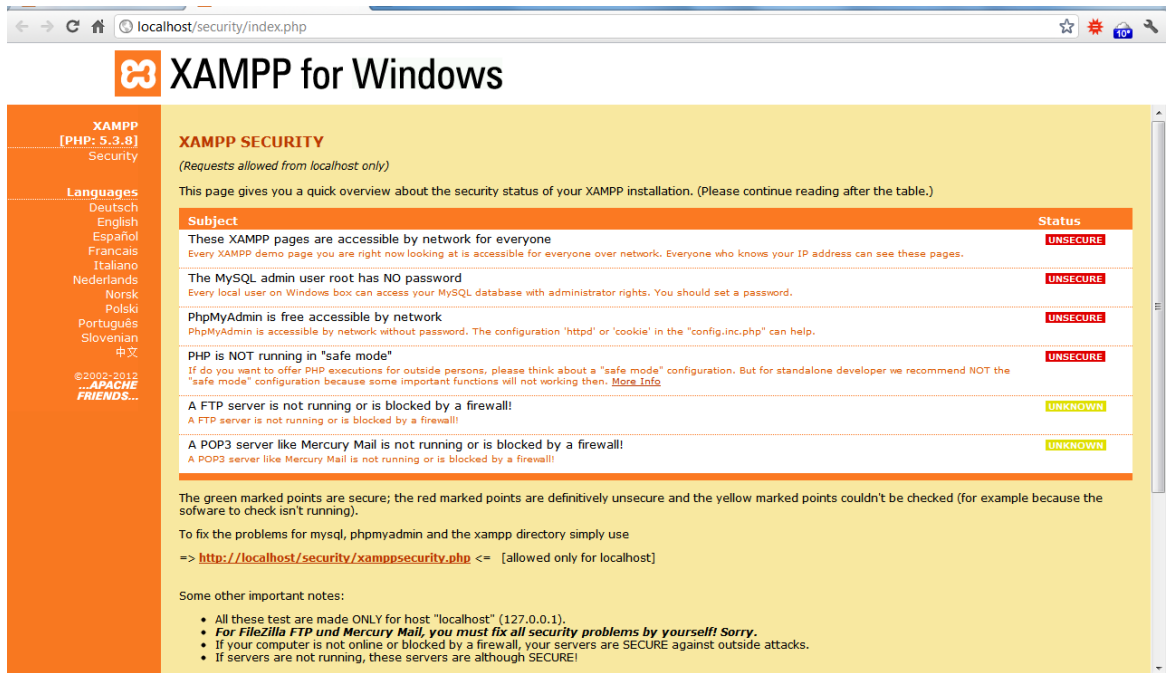 localhost/security/index.php
10°
XAMPP for Windows
XAMPP
[PHP: 5.3.8]
Security
Languages
Deutsch
English
Español
Francais
Italiano
Nederlands
Norsk
Polski
Português
Slovenian
中文
©2002-2012
...APACHE
FRIENDS...
XAMPP SECURITY
(Requests allowed from localhost only)
This page gives you a quick overview about the security status of your XAMPP installation. (Please continue reading after the table.)
Subject Status
These XAMPP pages are accessible by network for everyone UNSECURE
Every XAMPP demo page you are right now looking at is accessible for everyone over network. Everyone who knows your IP address can see these pages.
The MySQL admin user root has NO password UNSECURE
Every local user on Windows box can access your MySQL database with administrator rights. You should set a password.
PhpMyAdmin is free accessible by network UNSECURE
PhpMyAdmin is accessible by network without password. The configuration 'httpd' or 'cookie' in the "config.inc.php" can help.
PHP is NOT running in "safe mode" UNSECURE
If do you want to offer PHP executions for outside persons, please think about a "safe mode" configuration. But for standalone developer we recommend NOT the
"safe mode" configuration because some important functions will not working then. More Info
A FTP server is not running or is blocked by a firewall! UNKNOWN
A FTP server is not running or is blocked by a firewall!
A POP3 server like Mercury Mail is not running or is blocked by a firewall! UNKNOWN
A POP3 server like Mercury Mail is not running or is blocked by a firewall!
The green marked points are secure; the red marked points are definitively unsecure and the yellow marked points couldn't be checked (for example because the
sofware to check isn't running).
To fix the problems for mysql, phpmyadmin and the xampp directory simply use
=> http://localhost/security/xamppsecurity.php <= [allowed only for localhost]
Some other important notes:
• All these test are made ONLY for host "localhost" (127.0.0.1).
• For FileZilla FTP und Mercury Mail, you must fix all security problems by yourself! Sorry.
• If your computer is not online or blocked by a firewall, your servers are SECURE against outside attacks.
• If servers are not running, these servers are although SECURE!